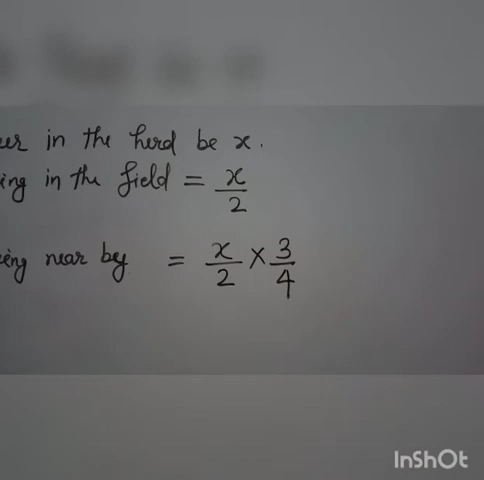 in the herd be x.
in the field = x/2
near by = x/2 × 3/4
InShOt